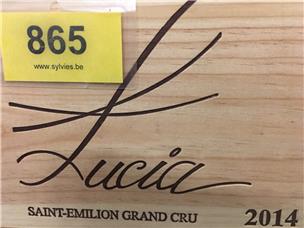 865
www.sylvies.be
Lucia
SAINT-EMILION GRAND CRU
2014